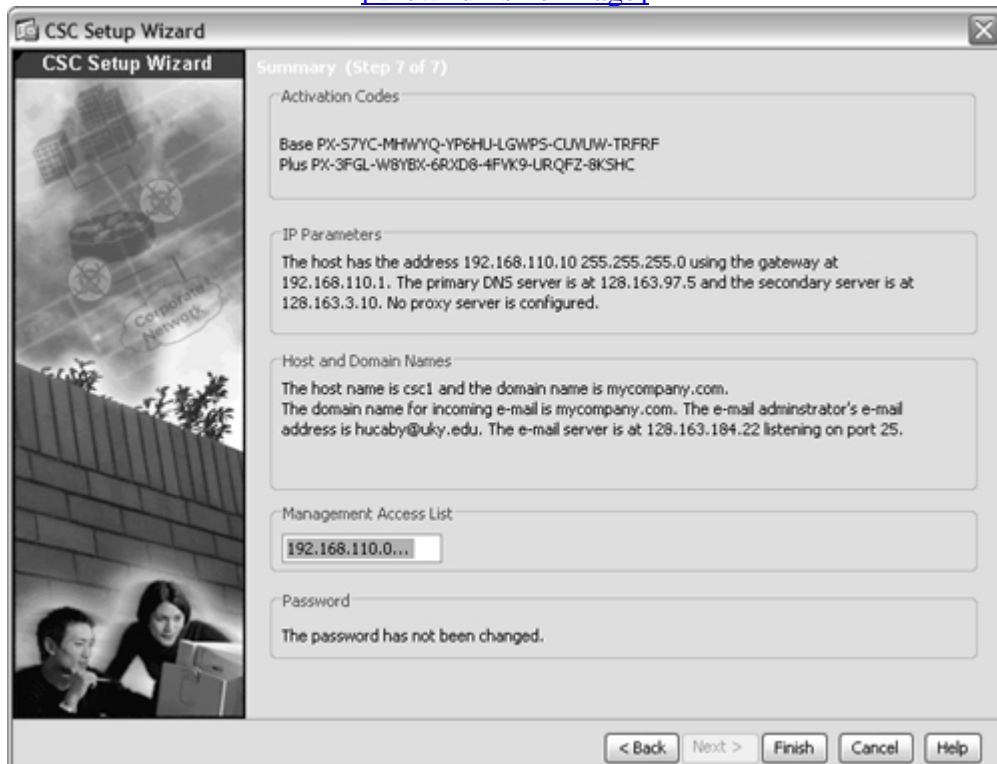 CSC Setup Wizard
CSC Setup Wizard
Summary (Step 7 of 7)
Activation Codes
Base PX-S7YC-MHWYQ-YP6HU-LGWPS-CUVUW-TRFRF
Plus PX-3FGL-W8YBX-6RXD8-4FVK9-URQFZ-8KSHC
IP Parameters
The host has the address 192.168.110.10 255.255.255.0 using the gateway at
192.168.110.1. The primary DNS server is at 128.163.97.5 and the secondary server is at
128.163.3.10. No proxy server is configured.
Corporate
Network
Host and Domain Names
The host name is csc1 and the domain name is mycompany.com.
The domain name for incoming e-mail is mycompany.com. The e-mail adminstrator's e-mail
address is hucaby@uky.edu. The e-mail server is at 128.163.184.22 listening on port 25.
Management Access List
192.168.110.0...
Password
The password has not been changed.
< Back
Next >
Finish
Cancel
Help